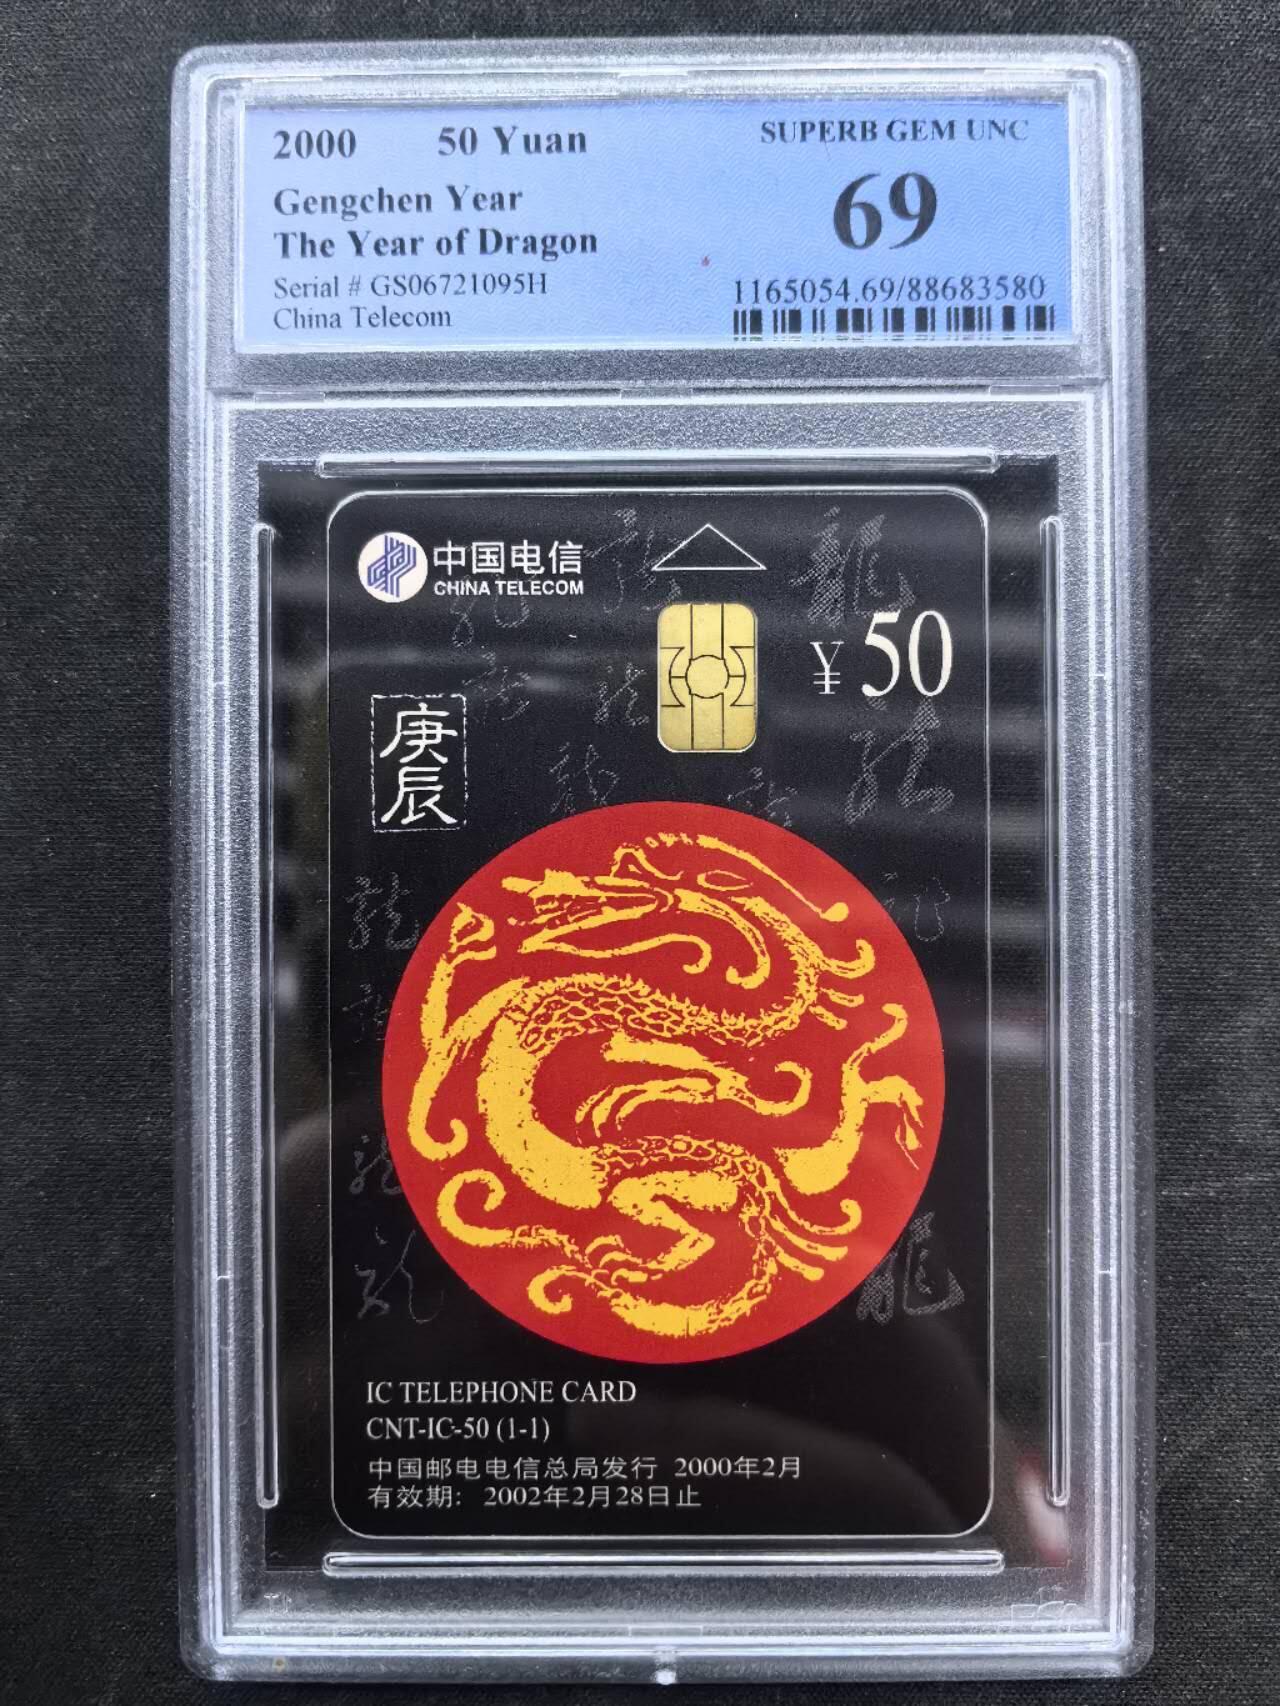 2000 50 Yuan
SUPERB GEM UNC
69
Gengchen Year
The Year of Dragon
Serial # GS06721095H
China Telecom
1165054.69/88683580
中国电信
CHINA TELECOM
¥50
庚辰
龍
龍
IC TELEPHONE CARD
CNT-IC-50 (1-1)
中国邮电电信总局发行 2000年2月
有效期: 2002年2月28日止